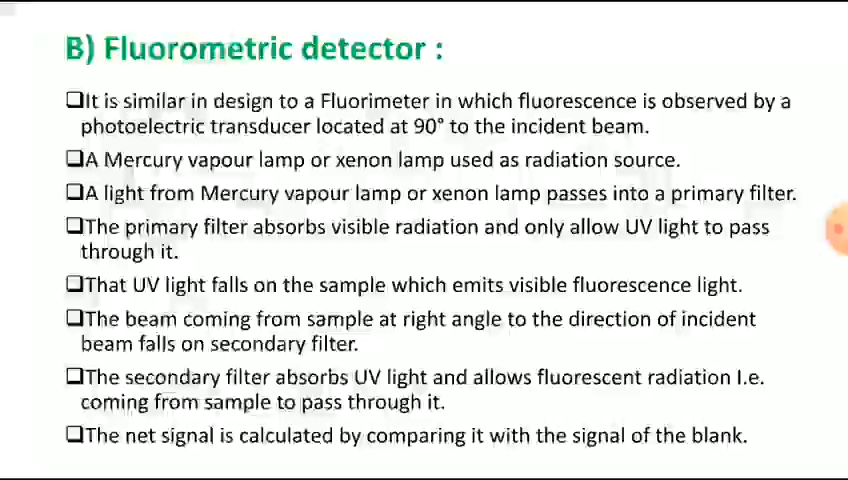 B) Fluorometric detector :
❑It is similar in design to a Fluorimeter in which fluorescence is observed by a
photoelectric transducer located at 90° to the incident beam.
❑A Mercury vapour lamp or xenon lamp used as radiation source.
❑A light from Mercury vapour lamp or xenon lamp passes into a primary filter.
❑The primary filter absorbs visible radiation and only allow UV light to pass
through it.
❑That UV light falls on the sample which emits visible fluorescence light.
❑The beam coming from sample at right angle to the direction of incident
beam falls on secondary filter.
❑The secondary filter absorbs UV light and allows fluorescent radiation I.e.
coming from sample to pass through it.
❑The net signal is calculated by comparing it with the signal of the blank.